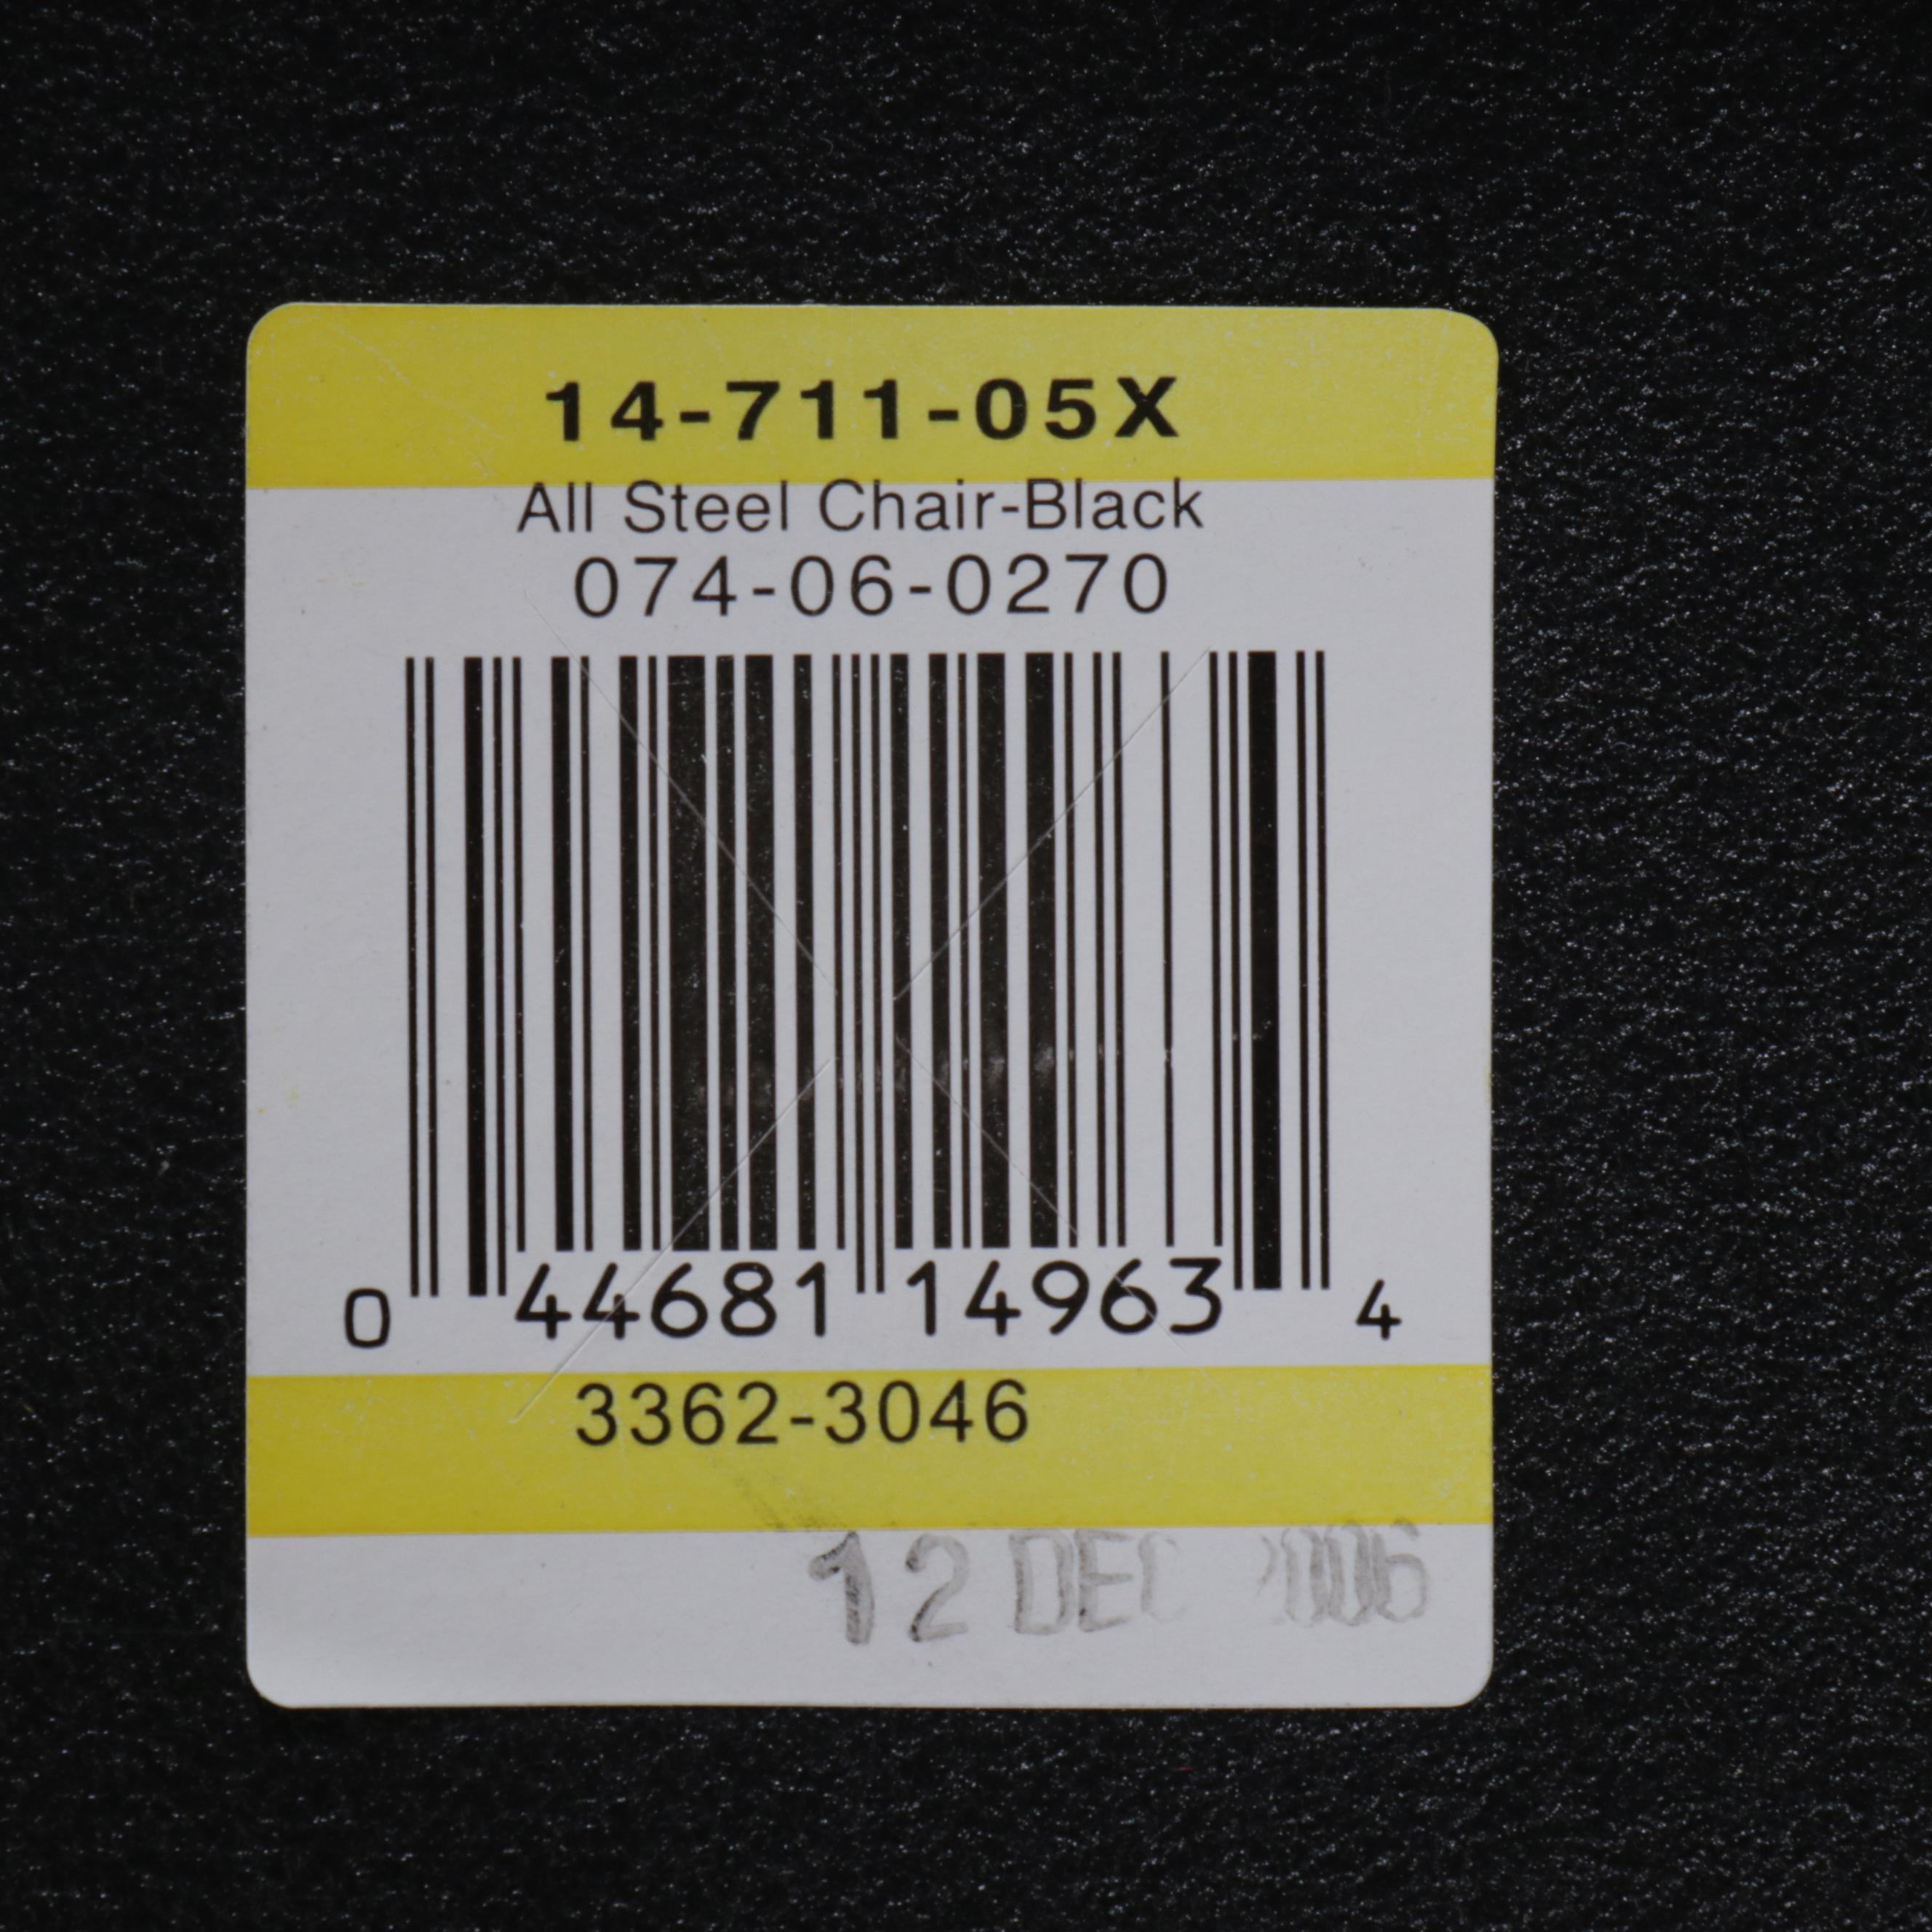 14-711-05X
All Steel Chair-Black
074-06-0270
0 44681 14963 4
3362-3046
12 DEC 2006